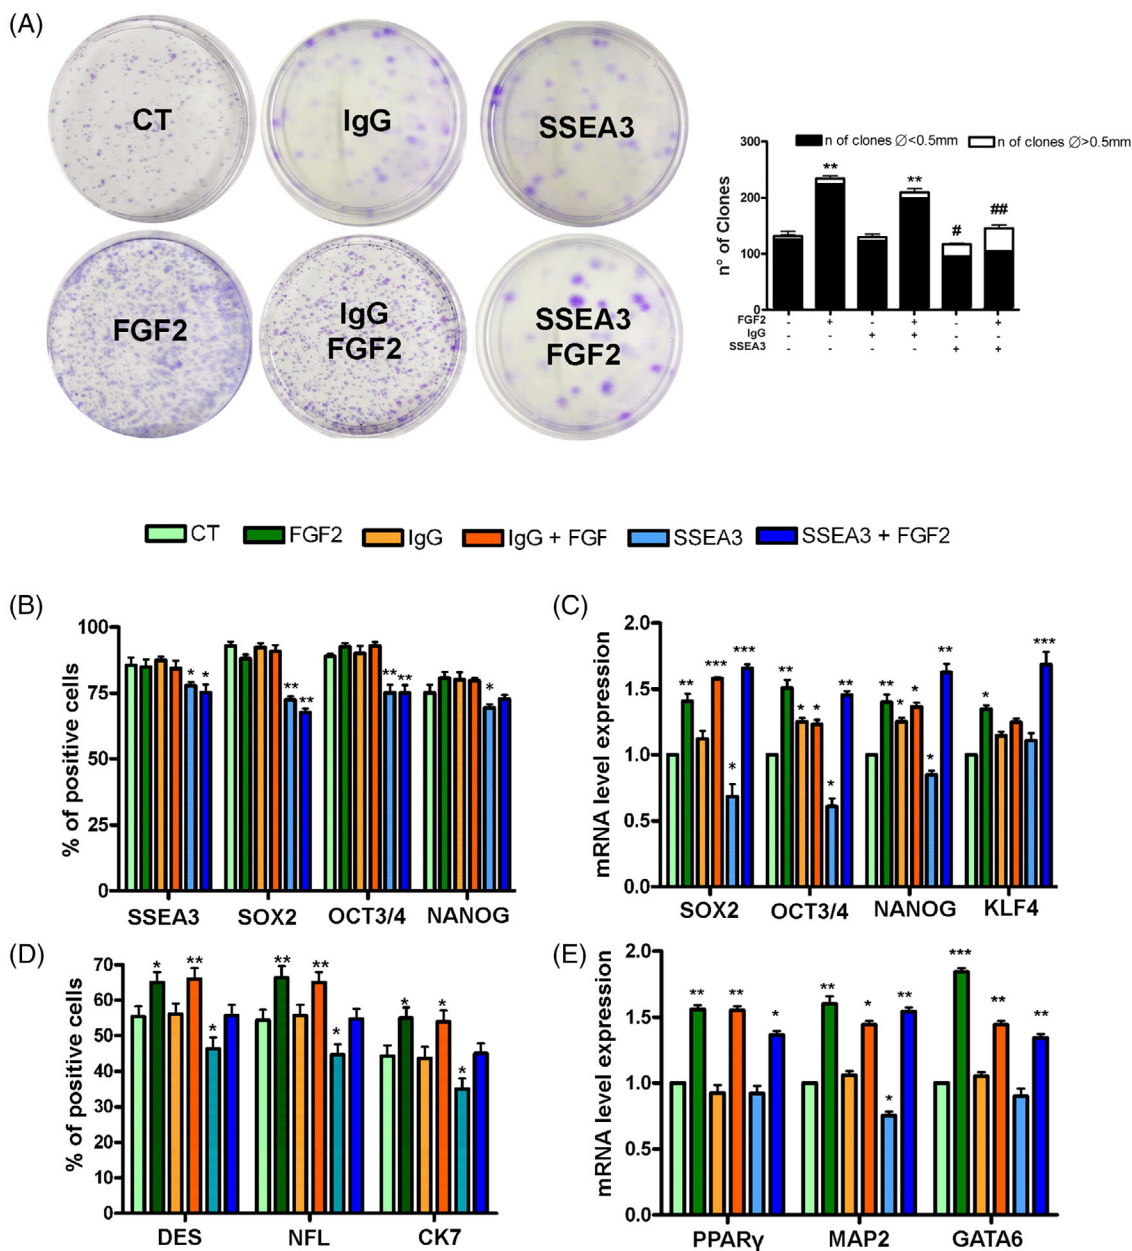 (A)
CT
IgG
SSEA3
FGF2
IgG
FGF2
SSEA3
FGF2
n of clones Ø<0.5mm
n of clones Ø>0.5mm
300
200
100
0
n° of Clones
** ** # ##
FGF2 - + - + - +
IgG - - + + - -
SSEA3 - - - - + +
CT FGF2 IgG IgG + FGF SSEA3 SSEA3 + FGF2
(B)
% of positive cells
100
75
50
25
0
* *
** **
** **
*
SSEA3 SOX2 OCT3/4 NANOG
(C)
mRNA level expression
2.0
1.5
1.0
0.5
0.0
** *** * ***
** * * * **
** * * * **
* ***
SOX2 OCT3/4 NANOG KLF4
(D)
% of positive cells
70
60
50
40
30
20
10
0
* ** *
** ** *
* * *
DES NFL CK7
(E)
mRNA level expression
2.0
1.5
1.0
0.5
0.0
** ** *
** * * **
*** ** **
PPARγ MAP2 GATA6